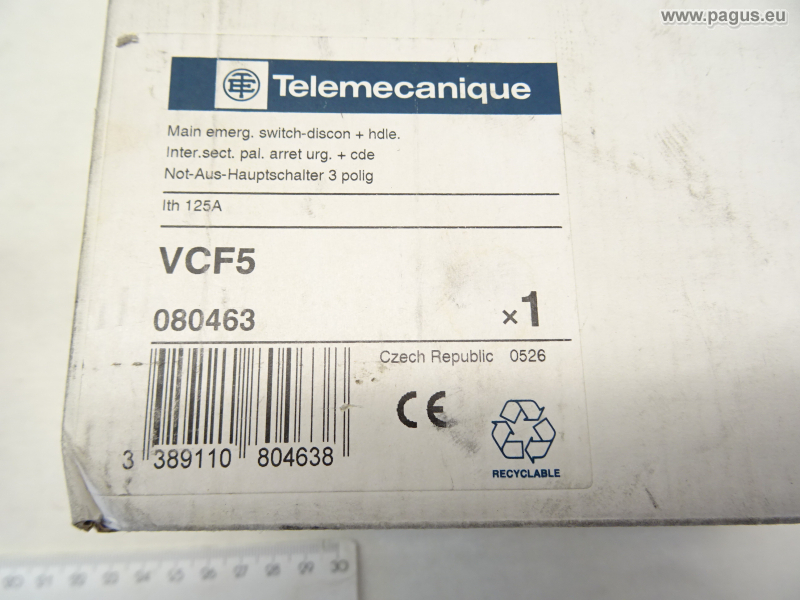 www.pagus.eu
Telemecanique
Main emerg. switch-discon + hdle.
Inter.sect. pal. arret urg. + cde
Not-Aus-Hauptschalter 3 polig
Ith 125A
VCF5
080463 ×1
Czech Republic 0526
CE
3 389110 804638
RECYCLABLE